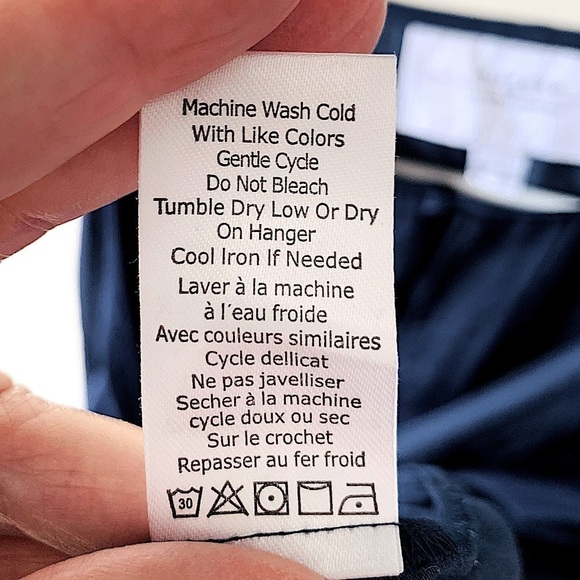 Machine Wash Cold
With Like Colors
Gentle Cycle
Do Not Bleach
Tumble Dry Low Or Dry
On Hanger
Cool Iron If Needed
Laver à la machine
à l´eau froide
Avec couleurs similaires
Cycle dellicat
Ne pas javelliser
Secher à la machine
cycle doux ou sec
Sur le crochet
Repasser au fer froid
30